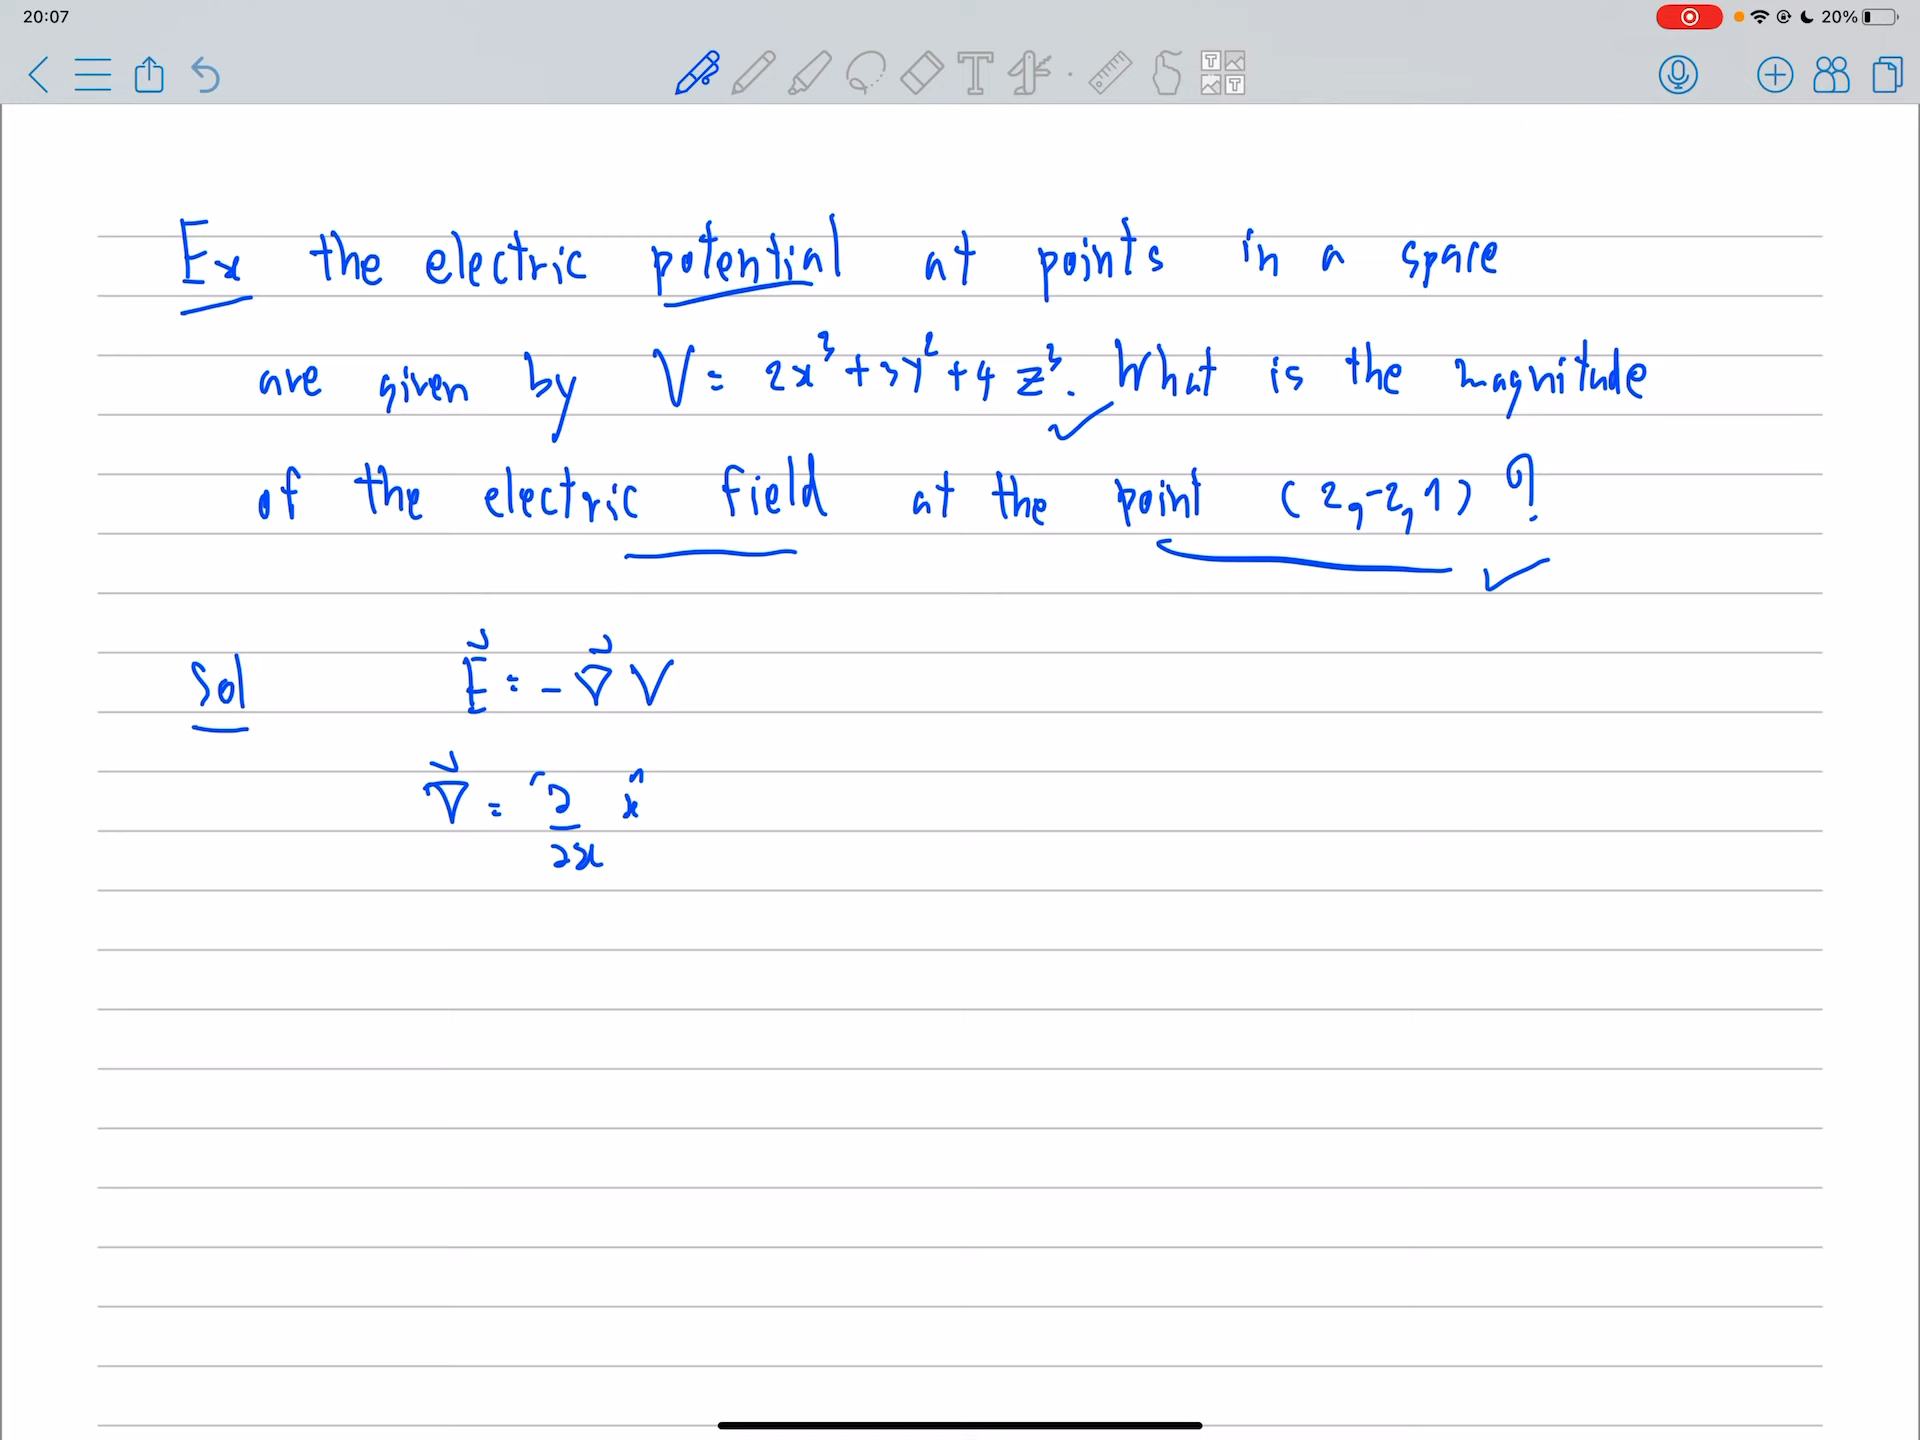 20:07
20%
Ex the electric potential at points in a space
are given by V = 2x³ + 3y² + 4z³. What is the magnitude
of the electric field at the point (2,-2,1) ?
Sol E⃗ = - ∇⃗ V
∇⃗ = ∂/∂x x̂